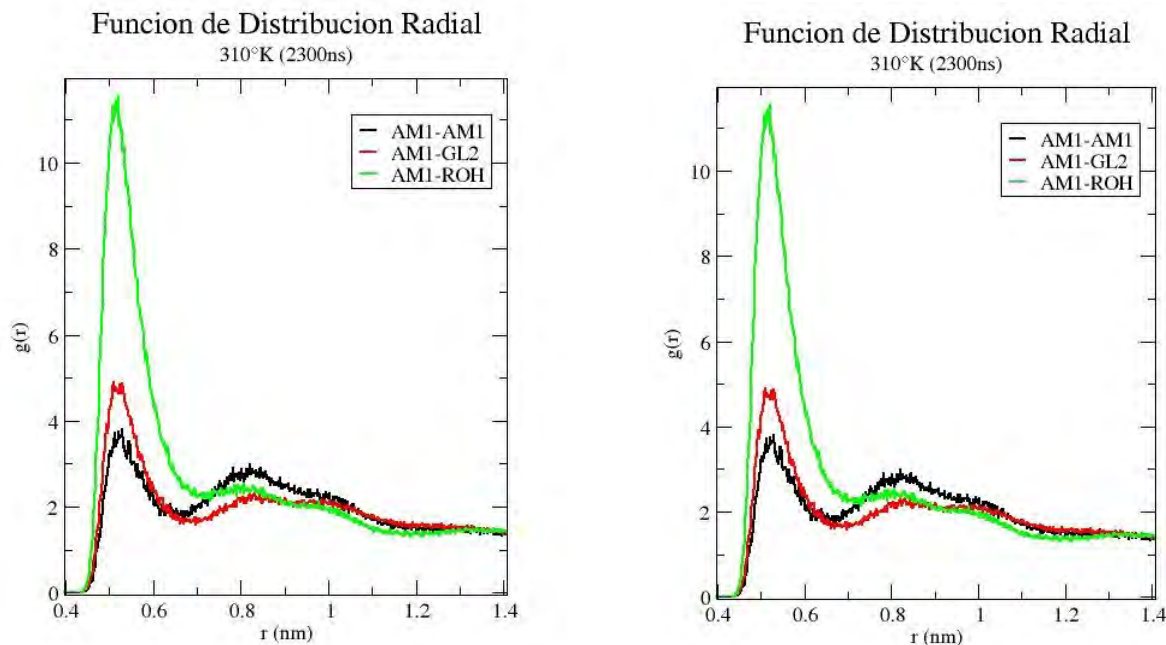 Funcion de Distribucion Radial
310°K (2300ns)
AM1-AM1
AM1-GL2
AM1-ROH
g(r)
10
8
6
4
2
0
0.4 0.6 0.8 1 1.2 1.4
r (nm)
Funcion de Distribucion Radial
310°K (2300ns)
AM1-AM1
AM1-GL2
AM1-ROH
g(r)
10
8
6
4
2
0
0.4 0.6 0.8 1 1.2 1.4
r (nm)